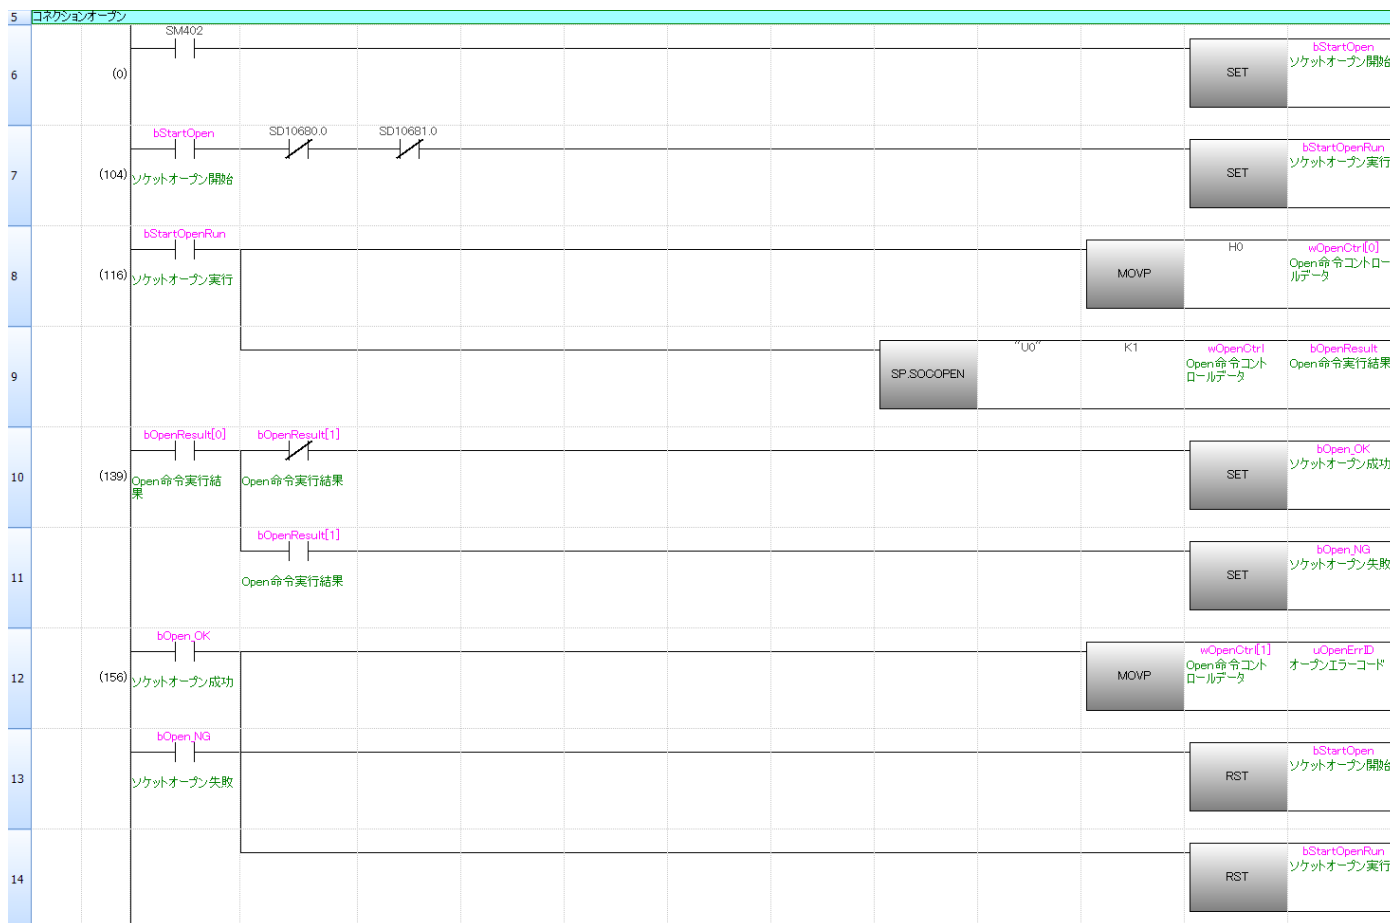 5 コネクションオープン
SM402
6 (0) SET bStartOpen
ソケットオープン開始
bStartOpen SD10680.0 SD10681.0
7 (104) ソケットオープン開始 SET bStartOpenRun
ソケットオープン実行
bStartOpenRun
8 (116) ソケットオープン実行 MOVP H0 wOpenCtrl[0]
Open命令コントロー
ルデータ
9 SP.SOCOPEN "U0" K1 wOpenCtrl bOpenResult
Open命令コント Open命令実行結果
ロールデータ
bOpenResult[0] bOpenResult[1]
10 (139) Open命令実行結 Open命令実行結果 SET bOpen_OK
果 ソケットオープン成功
bOpenResult[1]
11 Open命令実行結果 SET bOpen_NG
ソケットオープン失敗
bOpen_OK
12 (156) ソケットオープン成功 MOVP wOpenCtrl[1] uOpenErrID
Open命令コント オープンエラーコード
ロールデータ
bOpen_NG
13 ソケットオープン失敗 RST bStartOpen
ソケットオープン開始
14 RST bStartOpenRun
ソケットオープン実行